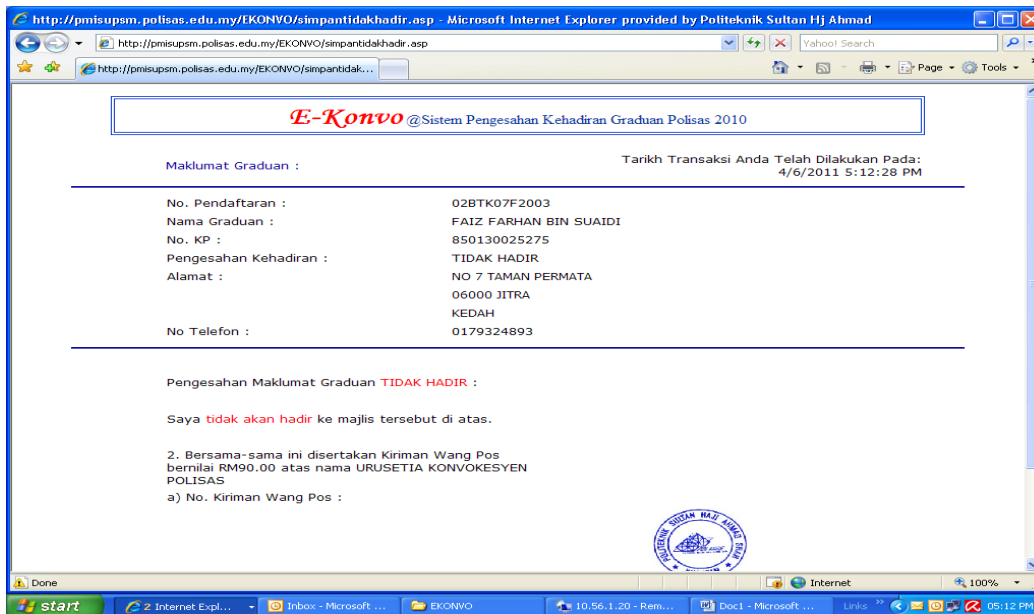 http://pmisupsm.polisas.edu.my/EKONVO/simpantidakhadir.asp - Microsoft Internet Explorer provided by Politeknik Sultan Hj Ahmad
http://pmisupsm.polisas.edu.my/EKONVO/simpantidakhadir.asp
Yahoo! Search
http://pmisupsm.polisas.edu.my/EKONVO/simpantidak...
Page
Tools
E-Konvo @Sistem Pengesahan Kehadiran Graduan Polisas 2010
Maklumat Graduan :
Tarikh Transaksi Anda Telah Dilakukan Pada:
4/6/2011 5:12:28 PM
No. Pendaftaran : 02BTK07F2003
Nama Graduan : FAIZ FARHAN BIN SUAIDI
No. KP : 850130025275
Pengesahan Kehadiran : TIDAK HADIR
Alamat : NO 7 TAMAN PERMATA
06000 JITRA
KEDAH
No Telefon : 0179324893
Pengesahan Maklumat Graduan TIDAK HADIR :
Saya tidak akan hadir ke majlis tersebut di atas.
2. Bersama-sama ini disertakan Kiriman Wang Pos
bernilai RM90.00 atas nama URUSETIA KONVOKESYEN
POLISAS
a) No. Kiriman Wang Pos :
POLITEKNIK SULTAN HAJI AHMAD SHAH
Done
Internet
100%
start
2 Internet Expl...
Inbox - Microsoft ...
EKONVO
10.56.1.20 - Rem...
Doc1 - Microsoft ...
Links
05:12 PM